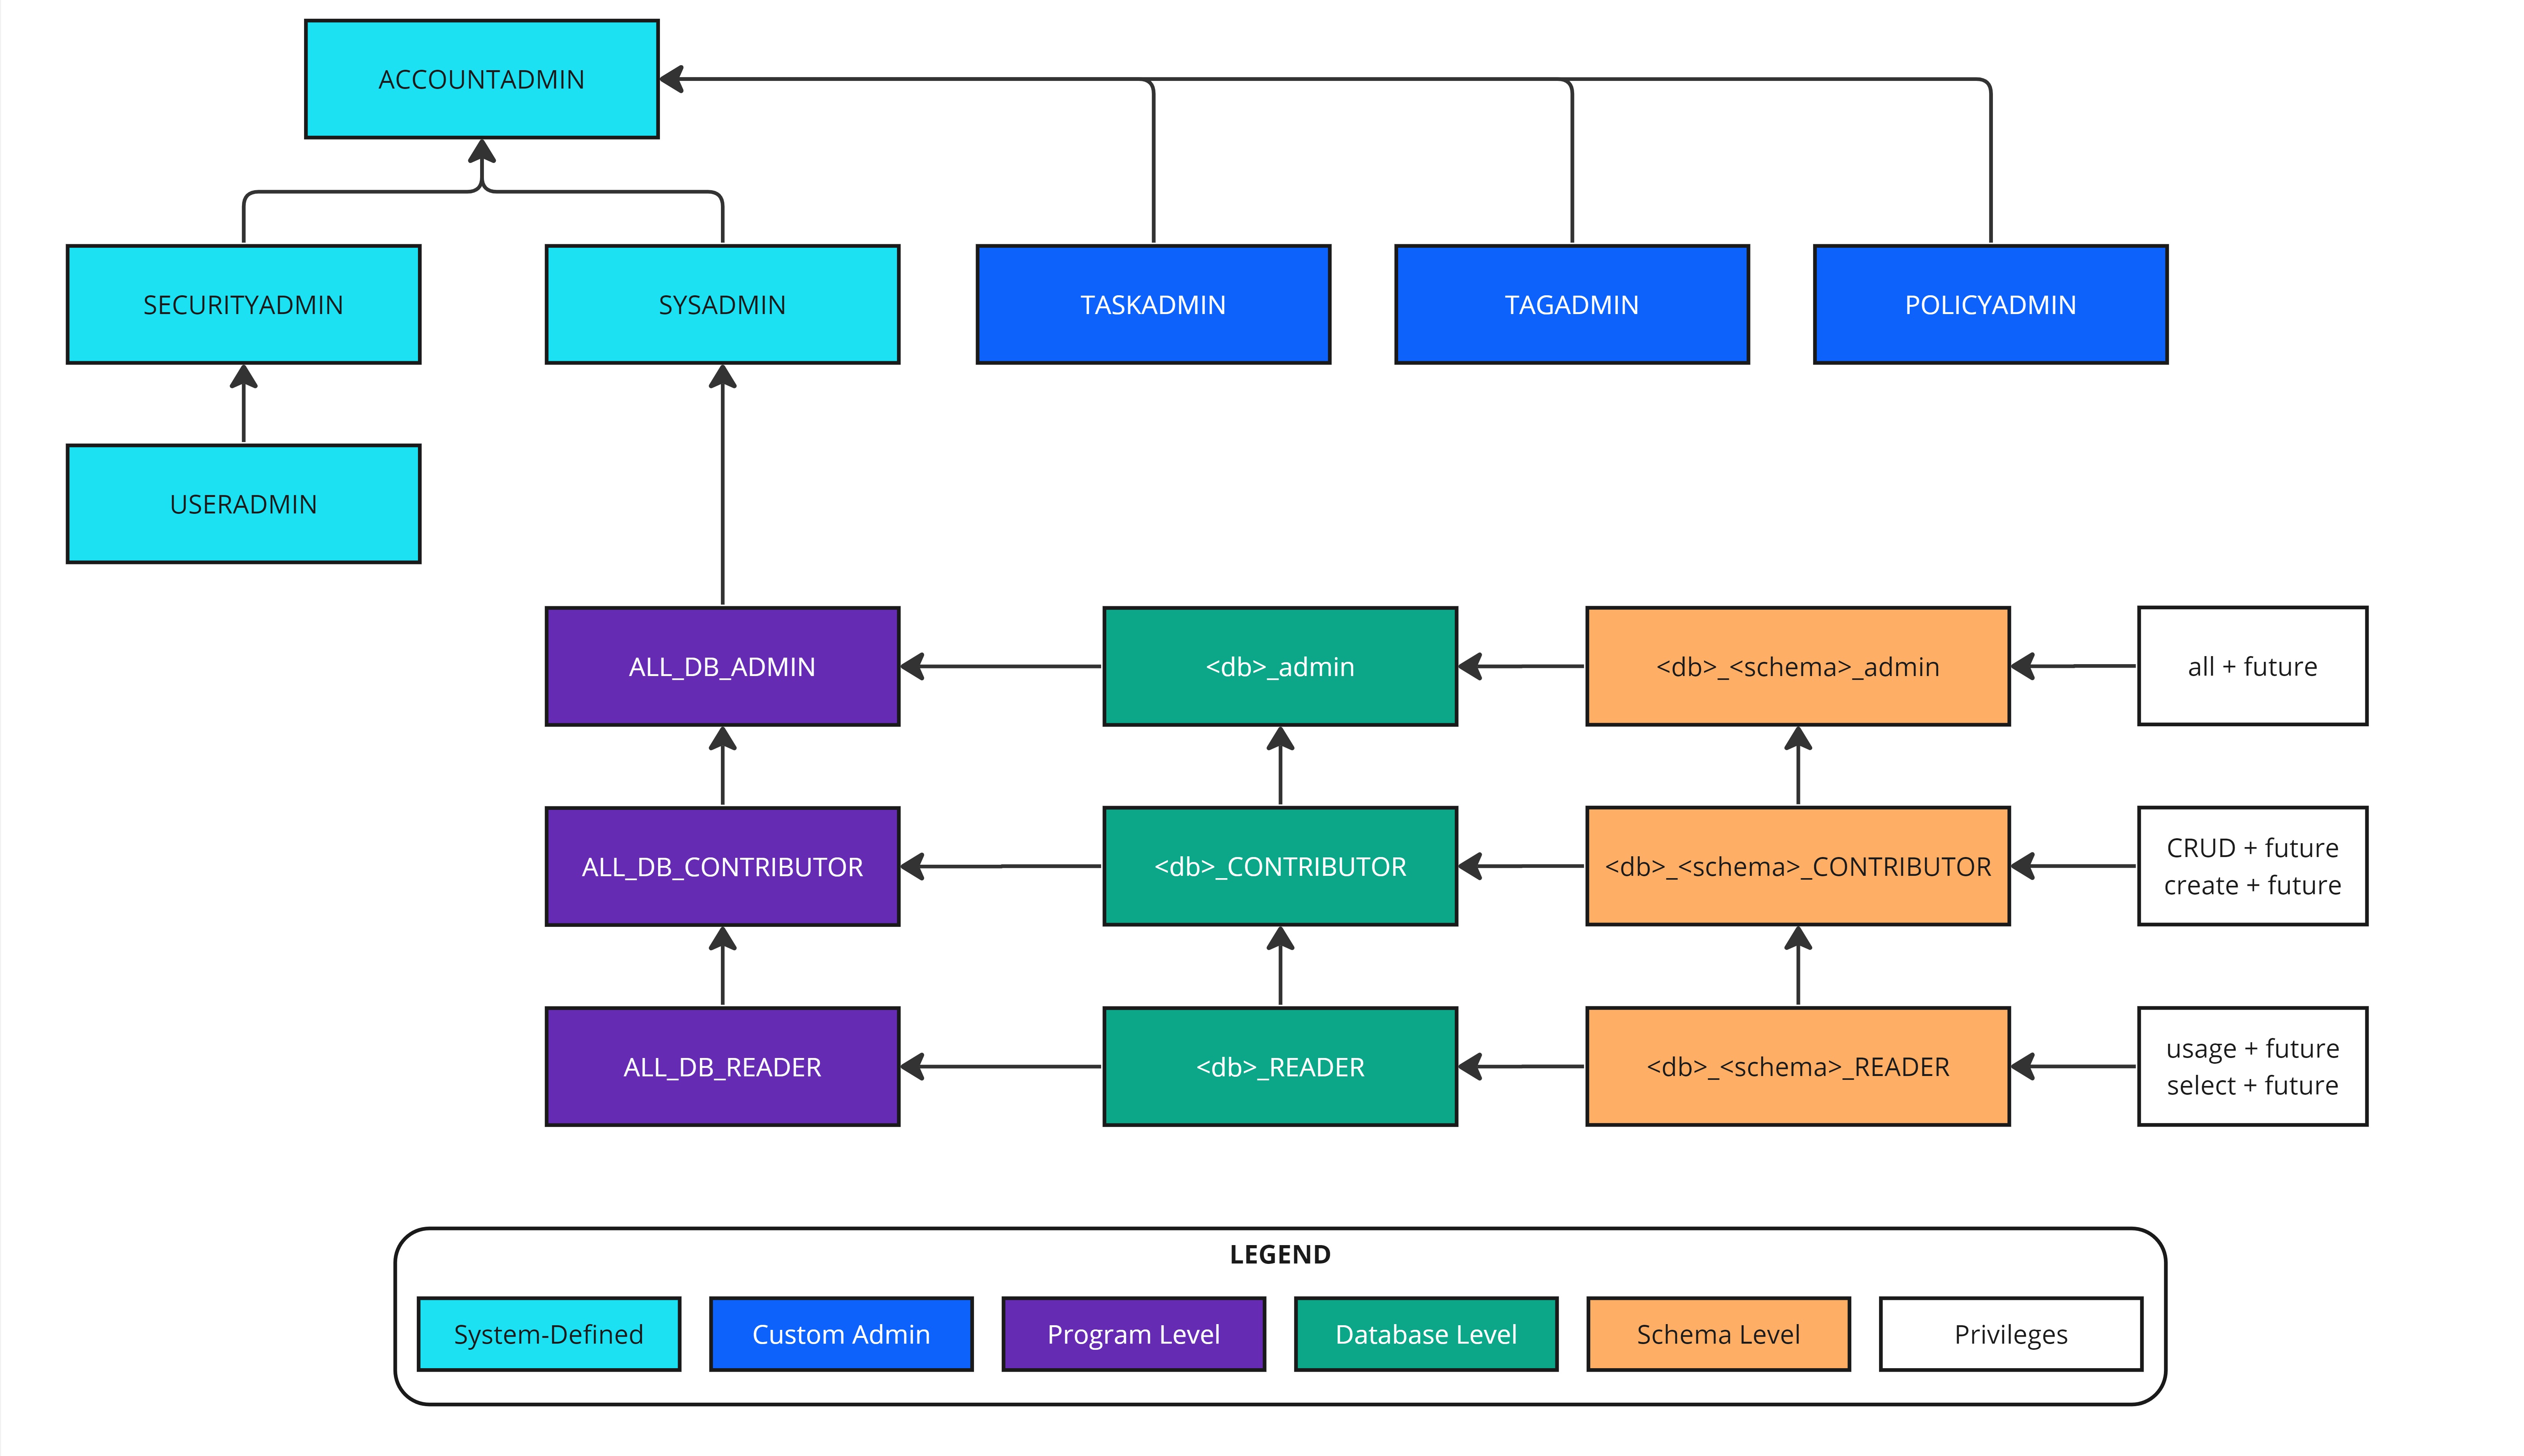 ACCOUNTADMIN
SECURITYADMIN
SYSADMIN
TASKADMIN
TAGADMIN
POLICYADMIN
USERADMIN
ALL_DB_ADMIN
<db>_admin
<db>_<schema>_admin
all + future
ALL_DB_CONTRIBUTOR
<db>_CONTRIBUTOR
<db>_<schema>_CONTRIBUTOR
CRUD + future
create + future
ALL_DB_READER
<db>_READER
<db>_<schema>_READER
usage + future
select + future
LEGEND
System-Defined
Custom Admin
Program Level
Database Level
Schema Level
Privileges